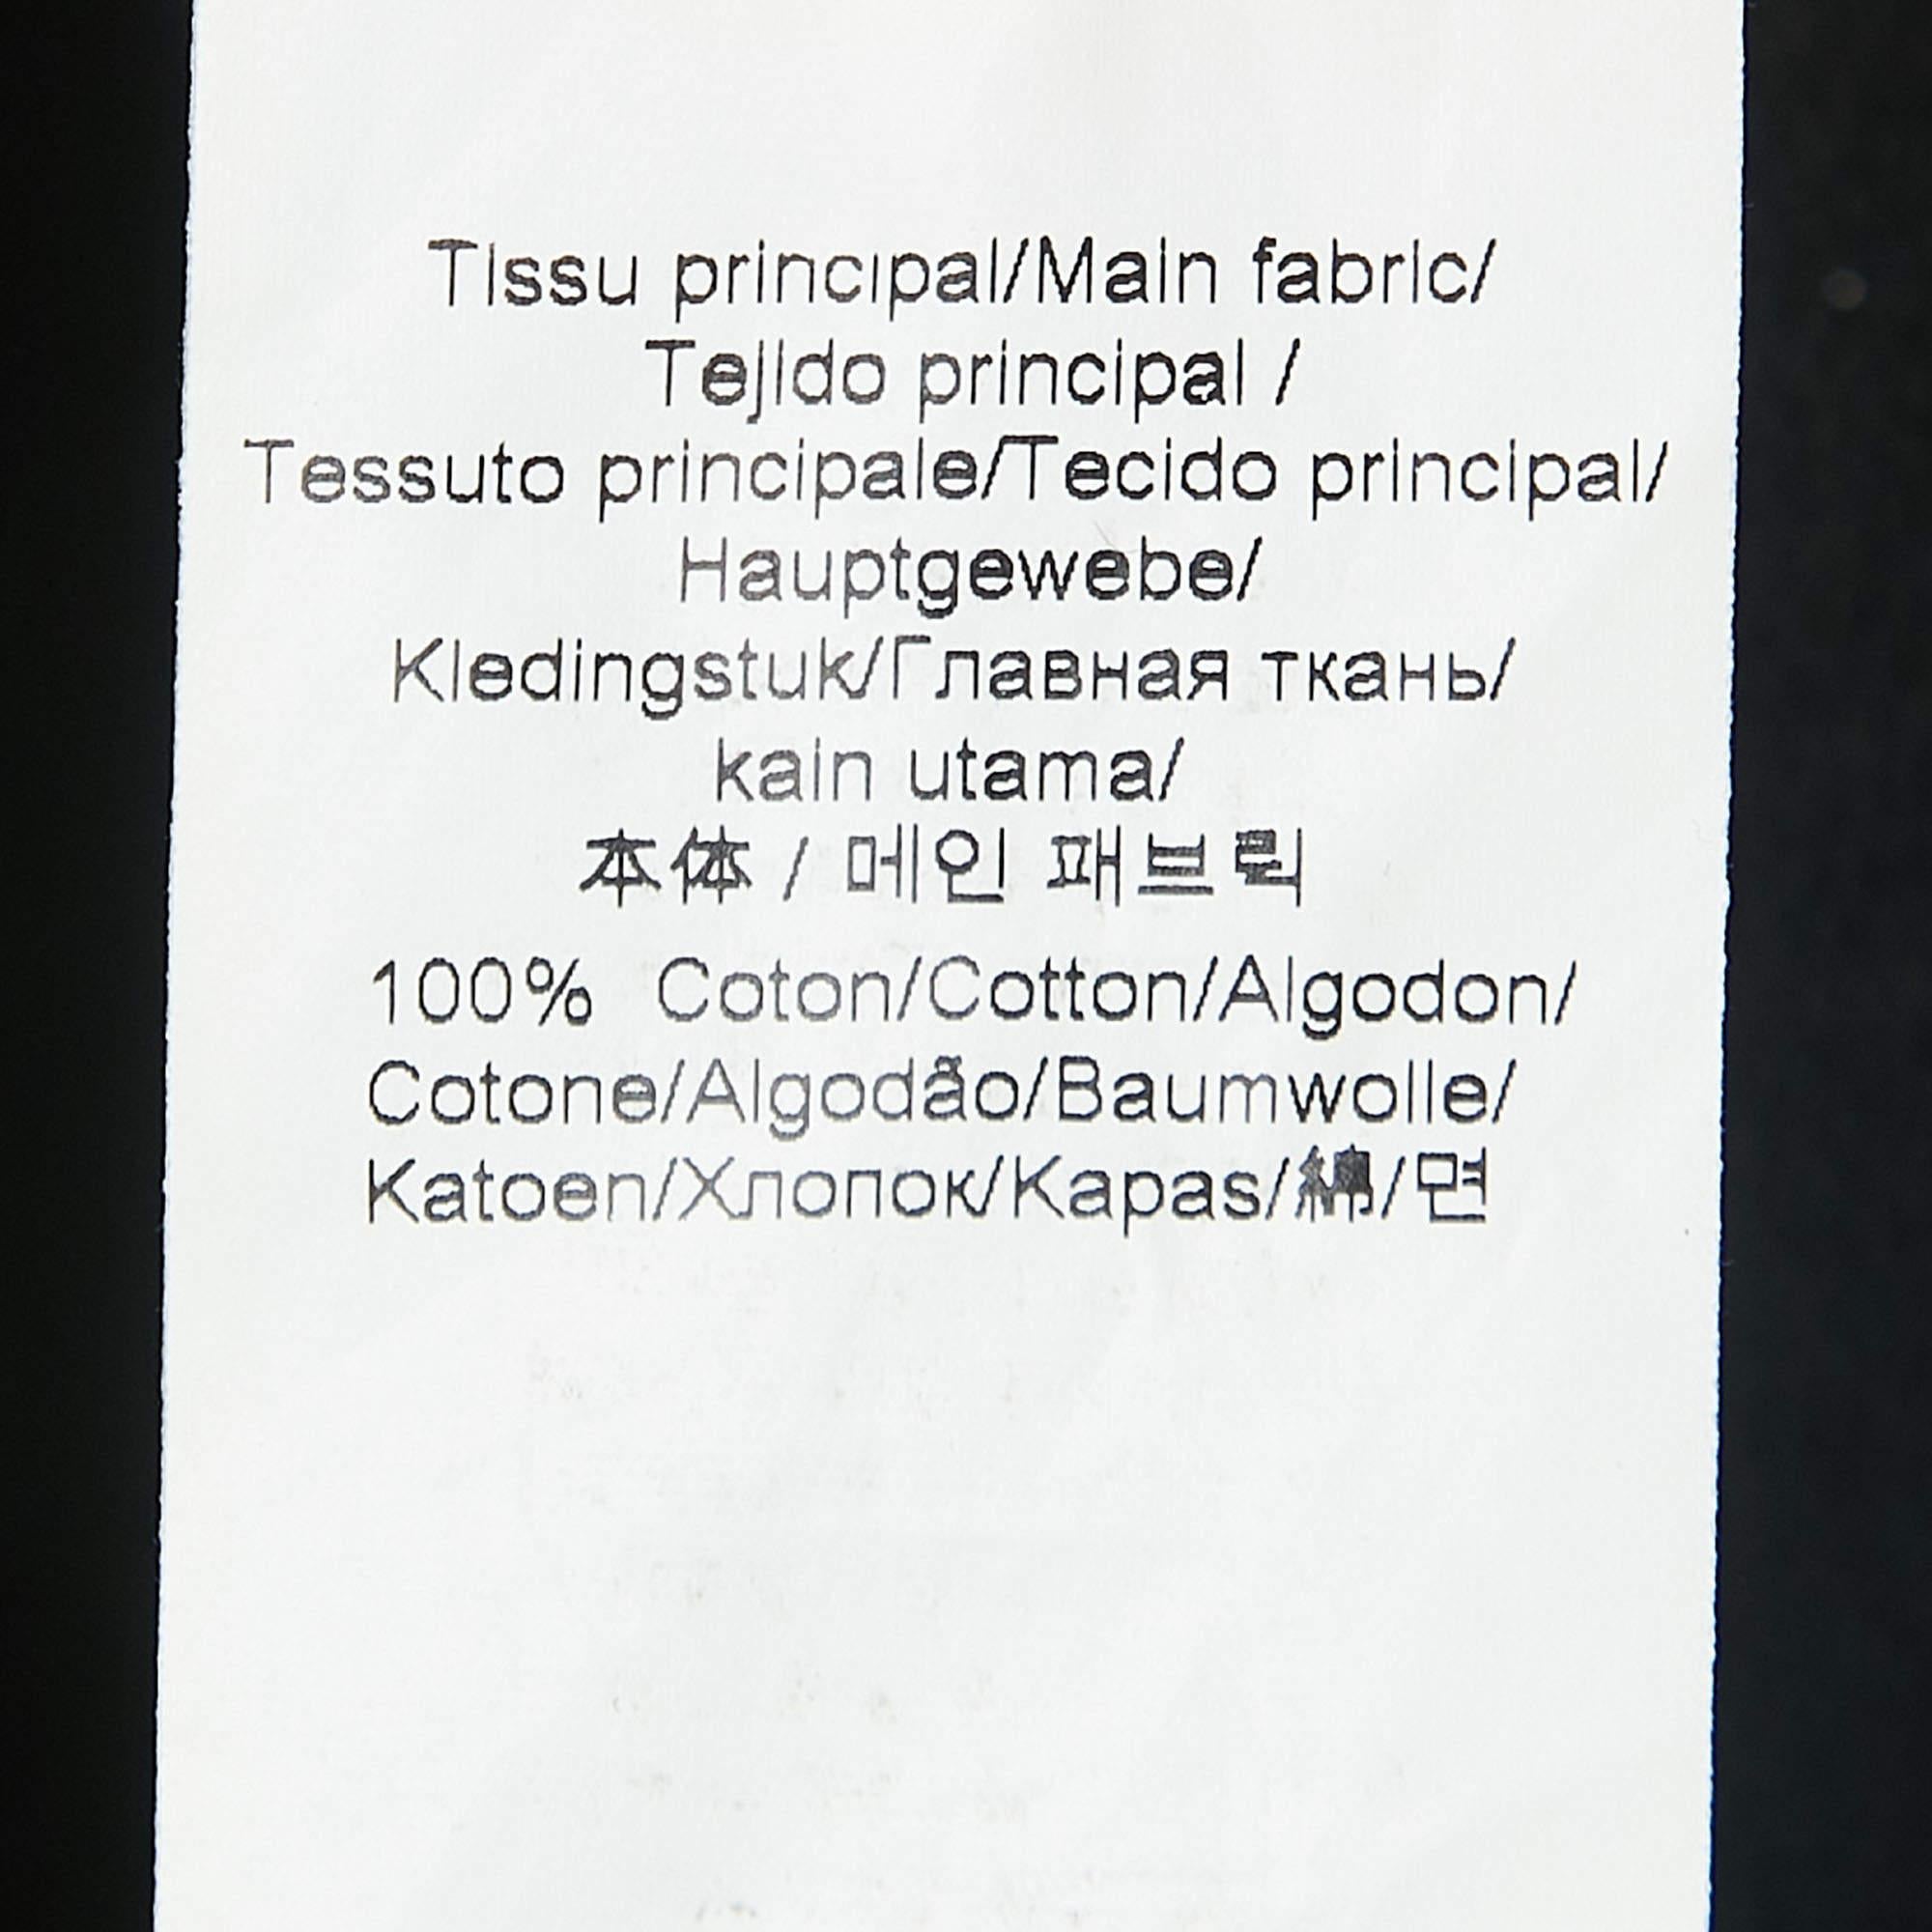 Tissu principal/Main fabric/
Tejido principal /
Tessuto principale/Tecido principal/
Hauptgewebe/
Kledingstuk/Главная ткань/
kain utama/
本体 / 메인 패브릭
100% Coton/Cotton/Algodon/
Cotone/Algodão/Baumwolle/
Katoen/Хлопок/Kapas/綿/면